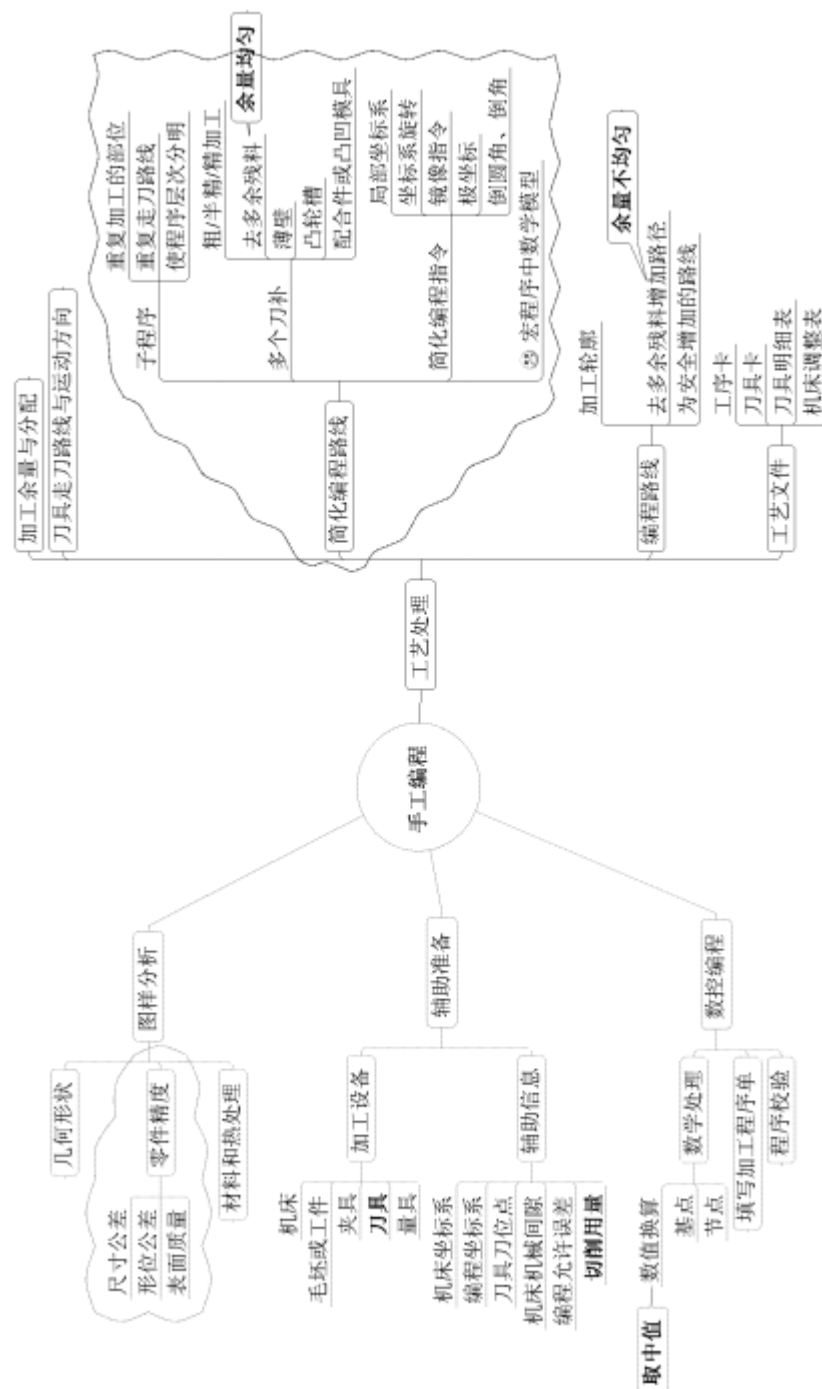 手工编程
图样分析
几何形状
零件精度
尺寸公差
形位公差
表面质量
材料和热处理
辅助准备
加工设备
机床
毛坯或工件
夹具
刀具
量具
辅助信息
机床坐标系
编程坐标系
刀具刀位点
机床机械间隙
编程允许误差
切削用量
数控编程
数学处理
数值换算
取中值
基点
节点
填写加工程序单
程序校验
工艺处理
加工余量与分配
刀具走刀路线与运动方向
简化编程路线
子程序
重复加工的部位
重复走刀路线
使程序层次分明
多个刀补
粗/半精/精加工
去多余残料
余量均匀
薄壁
凸轮槽
配合件或凸凹模具
简化编程指令
局部坐标系
坐标系旋转
镜像指令
极坐标
倒圆角、倒角
宏程序中数学模型
编程路线
加工轮廓
去多余残料增加路径
余量不均匀
为安全增加的路线
工艺文件
工序卡
刀具卡
刀具明细表
机床调整表